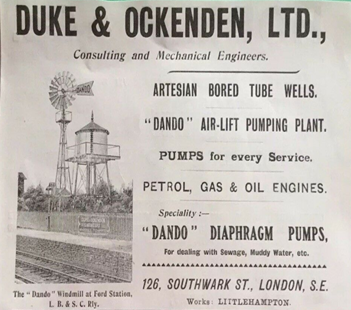 DUKE & OCKENDEN, LTD.,
Consulting and Mechanical Engineers.
DANDO
ARTESIAN BORED TUBE WELLS.
"DANDO" AIR-LIFT PUMPING PLANT.
PUMPS for every Service.
PETROL, GAS & OIL ENGINES.
Speciality :—
"DANDO" DIAPHRAGM PUMPS,
For dealing with Sewage, Muddy Water, etc.
The "Dando" Windmill at Ford Station,
L. B. & S. C. Rly.
126, SOUTHWARK ST., LONDON, S.E.
Works: LITTLEHAMPTON.